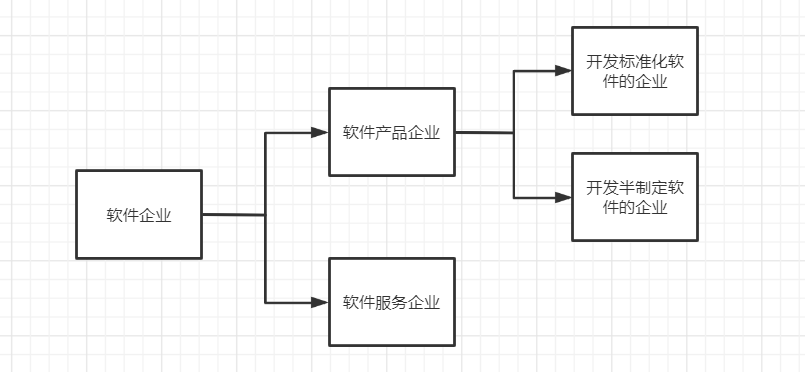 开发标准化软
件的企业
软件产品企业
开发半制定软
件的企业
软件企业
软件服务企业